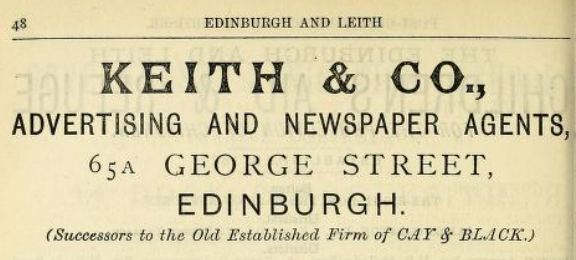 48 EDINBURGH AND LEITH
KEITH & CO.,
ADVERTISING AND NEWSPAPER AGENTS,
65A GEORGE STREET,
EDINBURGH.
(Successors to the Old Established Firm of CAY & BLACK.)